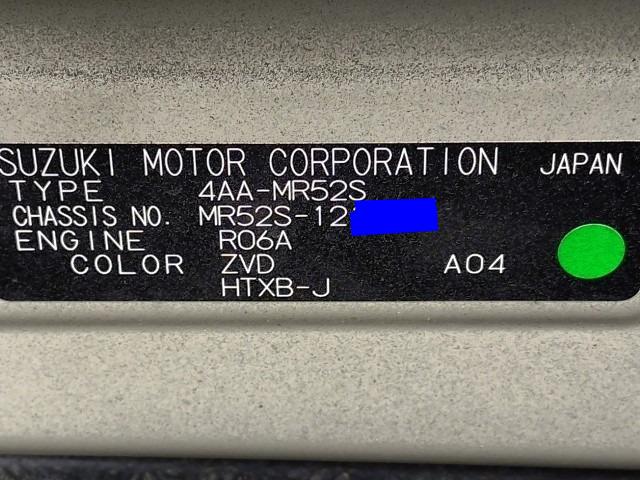 SUZUKI MOTOR CORPORATION JAPAN
TYPE 4AA-MR52S
CHASSIS NO. MR52S-12
ENGINE R06A
COLOR ZVD A04
HTXB-J